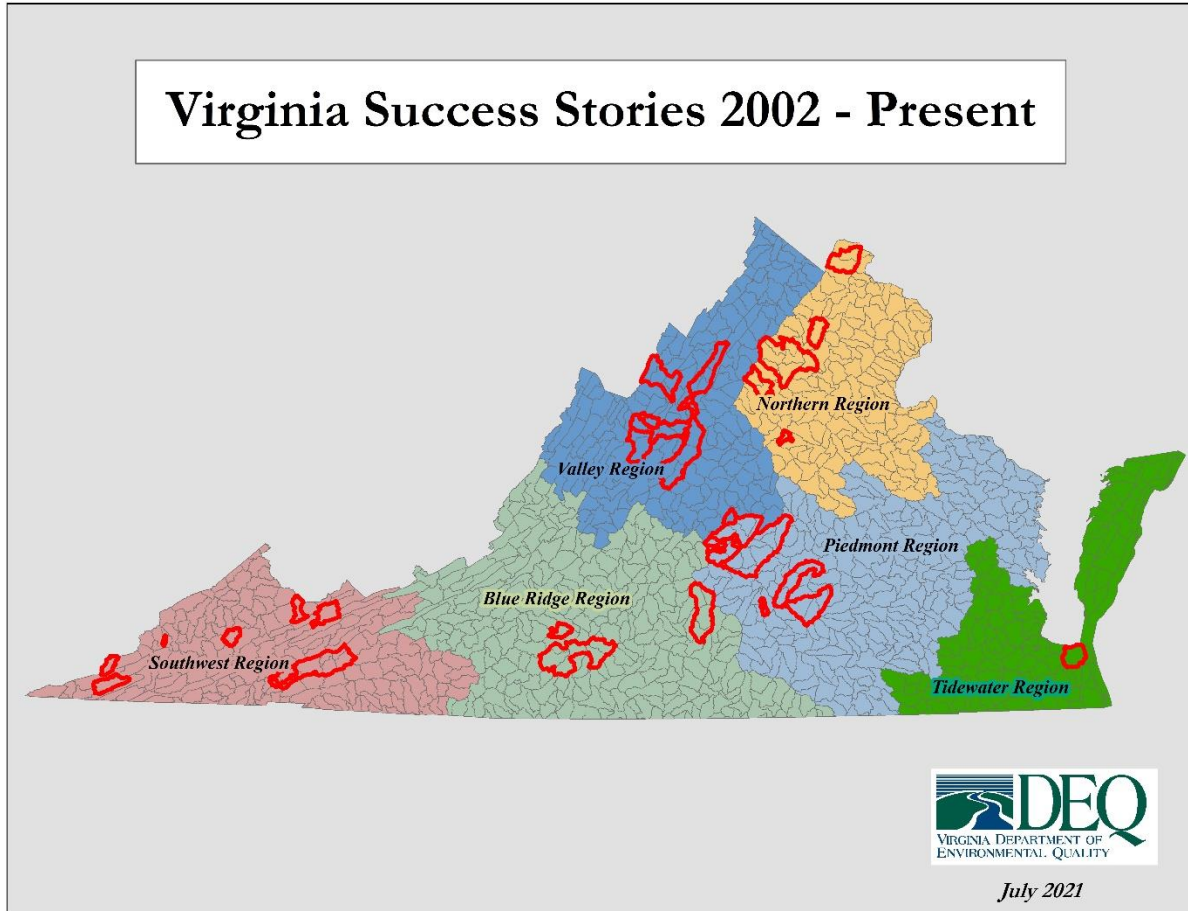 Virginia Success Stories 2002 - Present
Northern Region
Valley Region
Piedmont Region
Blue Ridge Region
Southwest Region
Tidewater Region
DEQ
VIRGINIA DEPARTMENT OF
ENVIRONMENTAL QUALITY
July 2021